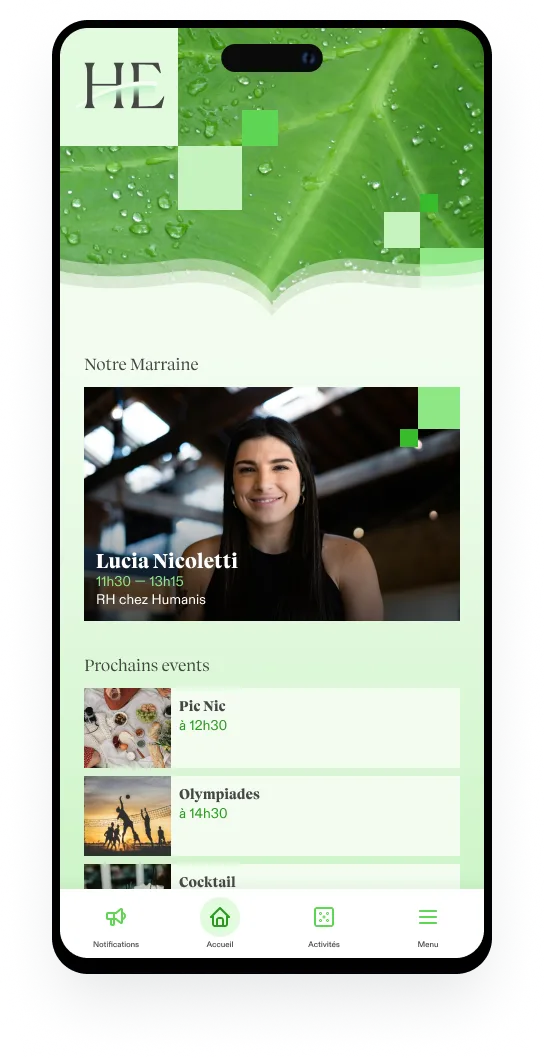 HE
Notre Marraine
Lucia Nicoletti
11h30 — 13h15
RH chez Humanis
Prochains events
Pic Nic
à 12h30
Olympiades
à 14h30
Cocktail
Notifications
Accueil
Activités
Menu